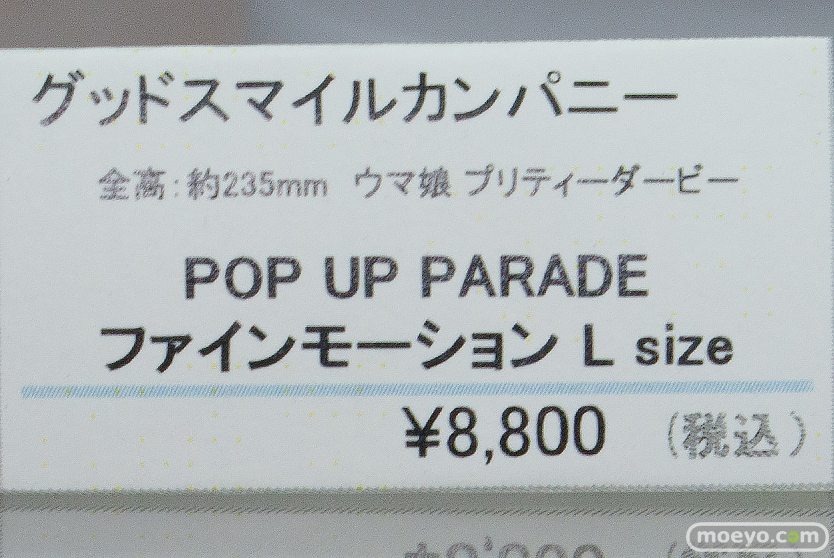 グッドスマイルカンパニー
全高:約235mm ウマ娘 プリティーダービー
POP UP PARADE
ファインモーション L size
¥8,800 (税込)
moeyo.com